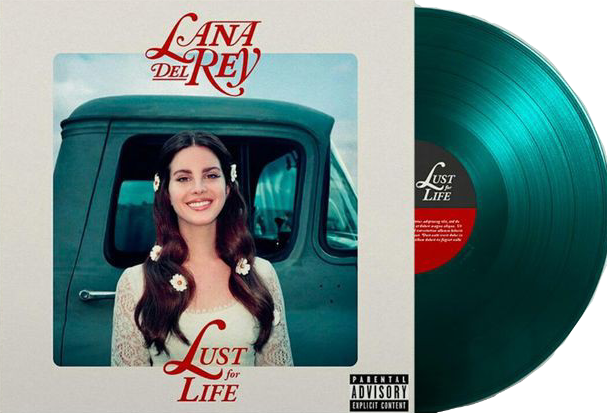 LANA
DEL REY
LUST
for
LIFE
PARENTAL
ADVISORY
EXPLICIT CONTENT
LUST
for
LIFE